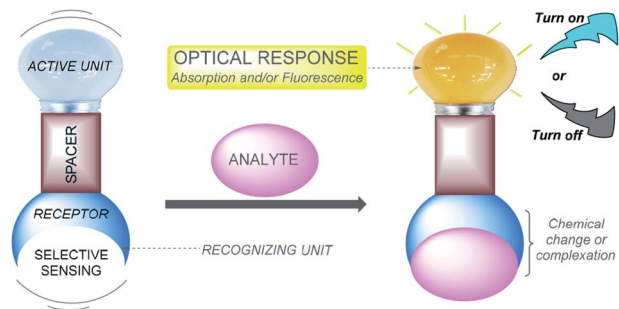 ACTIVE UNIT
SPACER
RECEPTOR
SELECTIVE
SENSING
OPTICAL RESPONSE
Absorption and/or Fluorescence
ANALYTE
RECOGNIZING UNIT
Turn on
or
Turn off
Chemical
change or
complexation